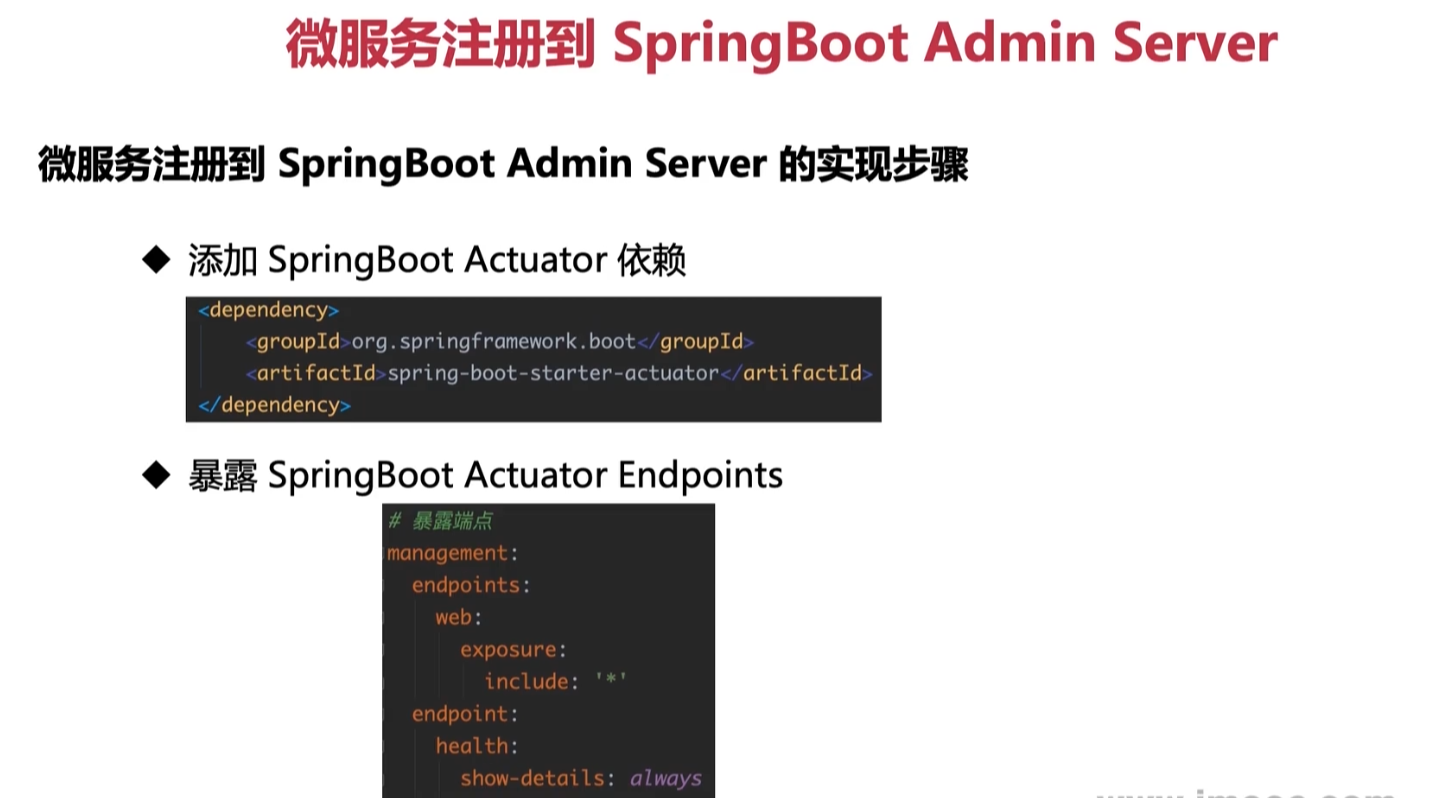 微服务注册到 SpringBoot Admin Server
微服务注册到 SpringBoot Admin Server 的实现步骤
◆ 添加 SpringBoot Actuator 依赖
<dependency>
    <groupId>org.springframework.boot</groupId>
    <artifactId>spring-boot-starter-actuator</artifactId>
</dependency>
◆ 暴露 SpringBoot Actuator Endpoints
# 暴露端点
management:
  endpoints:
    web:
      exposure:
        include: '*'
  endpoint:
    health:
      show-details: always